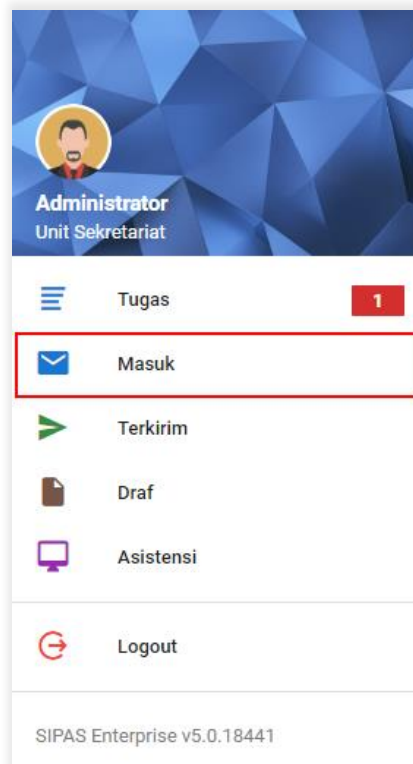 Administrator
Unit Sekretariat
Tugas 1
Masuk
Terkirim
Draf
Asistensi
Logout
SIPAS Enterprise v5.0.18441